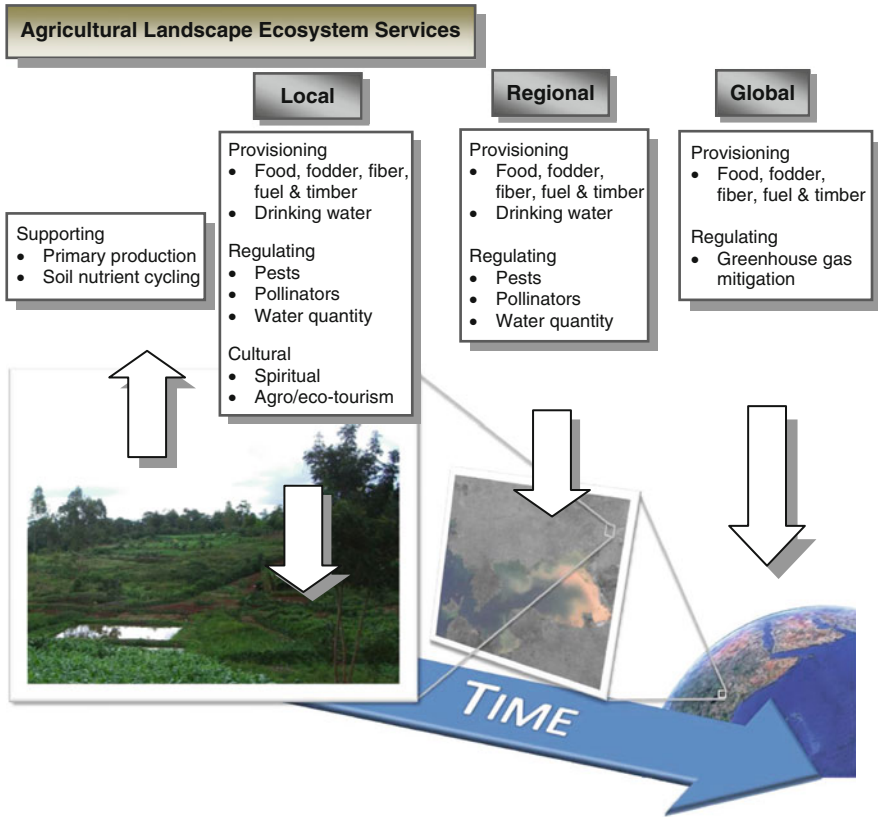 Agricultural Landscape Ecosystem Services
Supporting
• Primary production
• Soil nutrient cycling
Local
Provisioning
• Food, fodder, fiber,
fuel & timber
• Drinking water
Regulating
• Pests
• Pollinators
• Water quantity
Cultural
• Spiritual
• Agro/eco-tourism
Regional
Provisioning
• Food, fodder,
fiber, fuel & timber
• Drinking water
Regulating
• Pests
• Pollinators
• Water quantity
Global
Provisioning
• Food, fodder,
fiber, fuel & timber
Regulating
• Greenhouse gas
mitigation
TIME